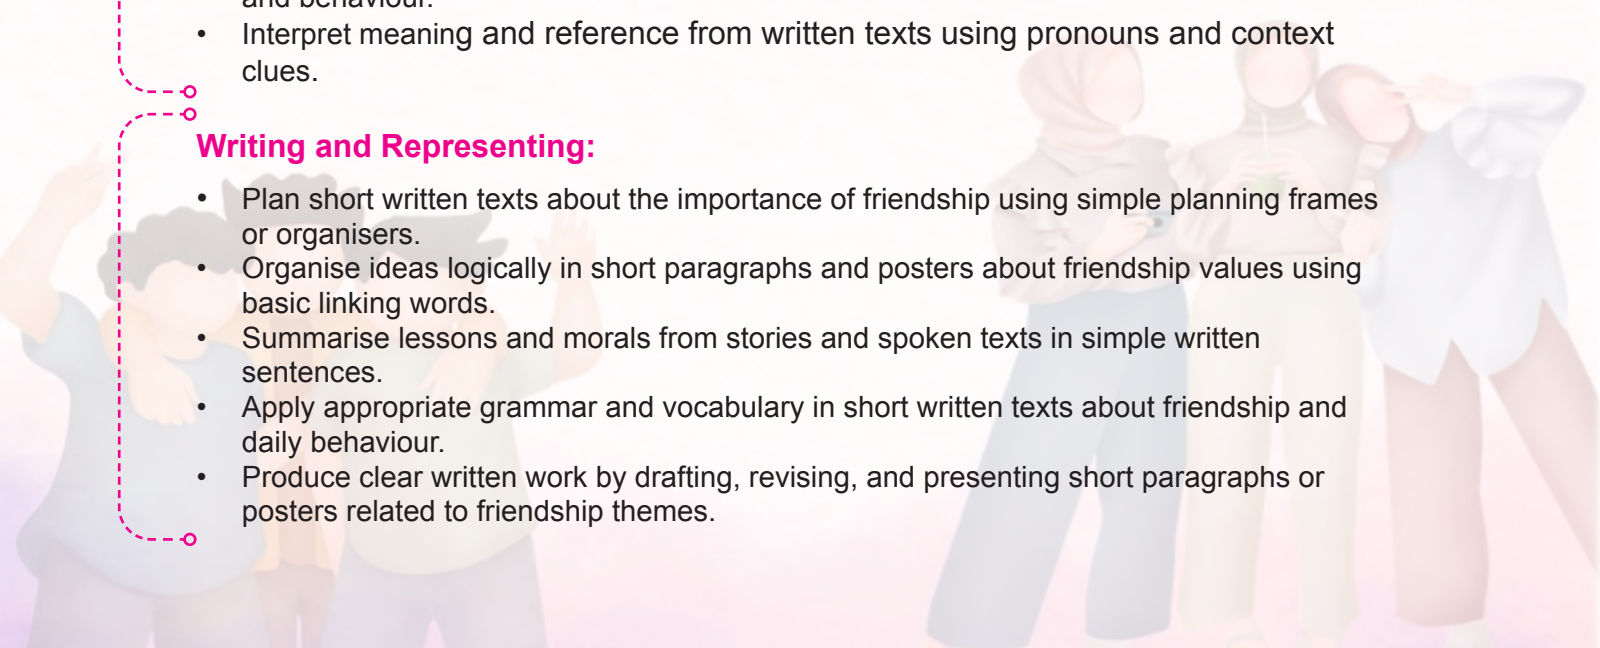 and behaviour.
• Interpret meaning and reference from written texts using pronouns and context
clues.
Writing and Representing:
• Plan short written texts about the importance of friendship using simple planning frames
or organisers.
• Organise ideas logically in short paragraphs and posters about friendship values using
basic linking words.
• Summarise lessons and morals from stories and spoken texts in simple written
sentences.
• Apply appropriate grammar and vocabulary in short written texts about friendship and
daily behaviour.
• Produce clear written work by drafting, revising, and presenting short paragraphs or
posters related to friendship themes.